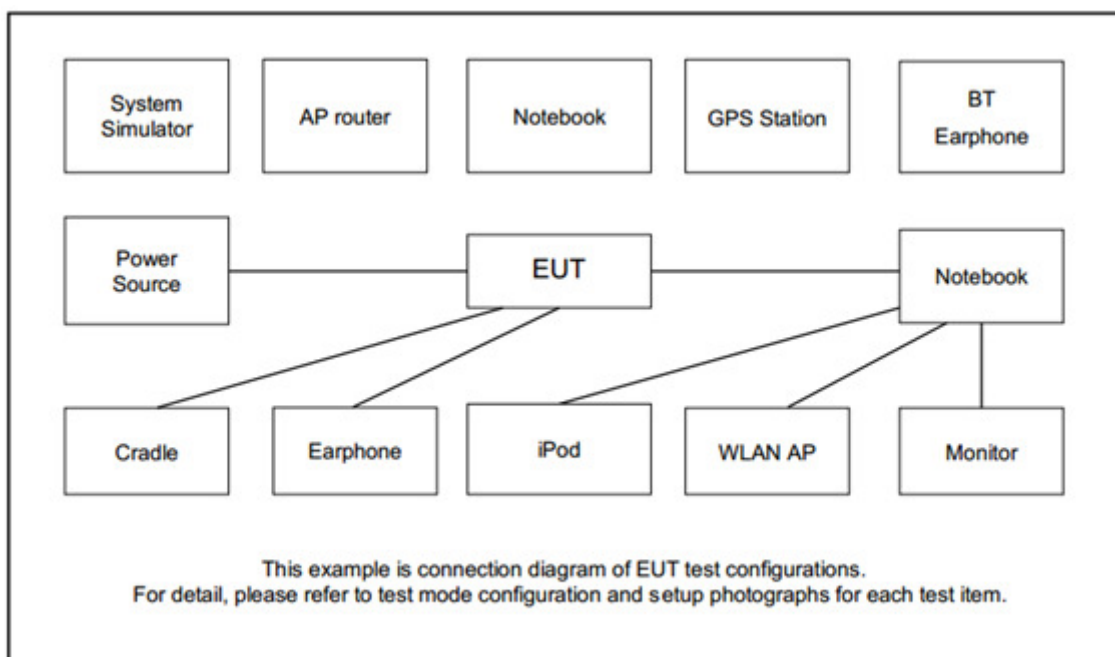 System
Simulator
AP router
Notebook
GPS Station
BT
Earphone
Power
Source
EUT
Notebook
Cradle
Earphone
iPod
WLAN AP
Monitor
This example is connection diagram of EUT test configurations.
For detail, please refer to test mode configuration and setup photographs for each test item.